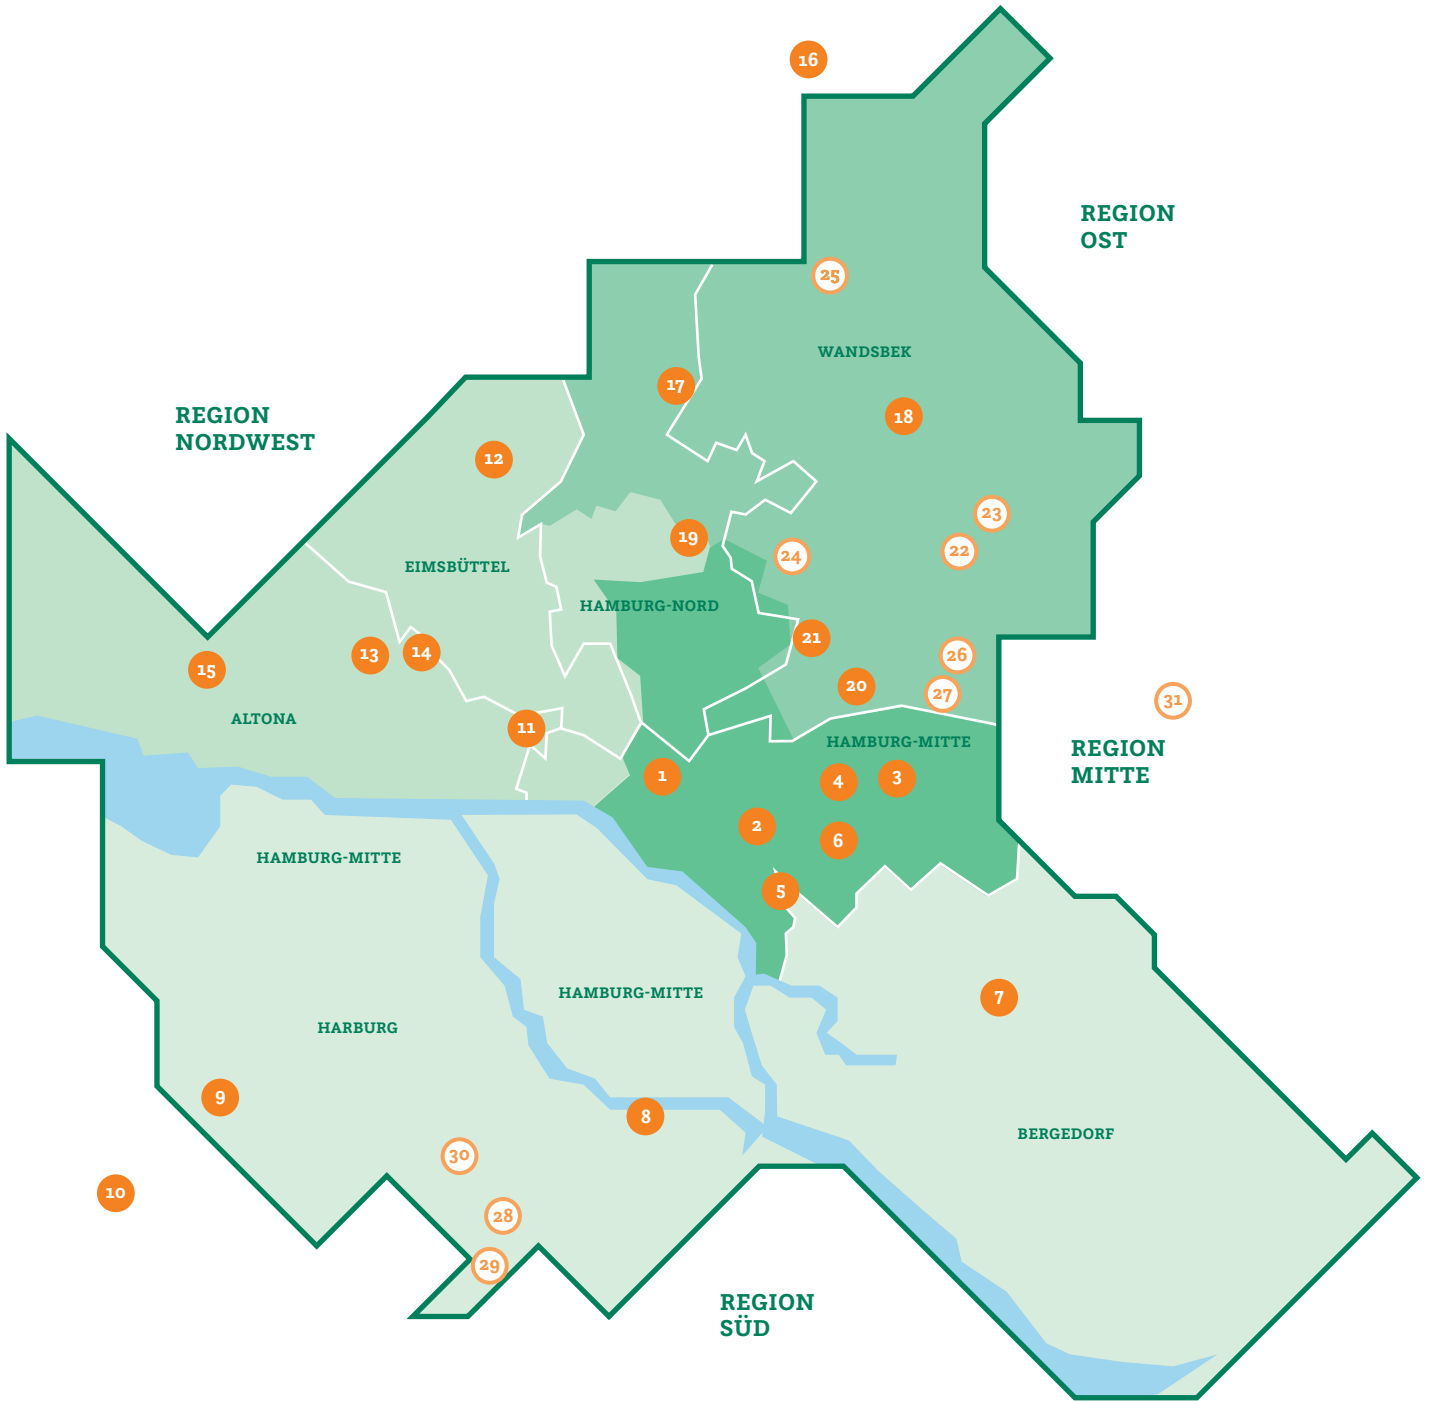 16
REGION
OST
25
WANDSBEK
17
18
REGION
NORDWEST
12
23
19
22
24
EIMSBÜTTEL
HAMBURG-NORD
21
13
14
26
15
20
27
31
ALTONA
11
HAMBURG-MITTE
REGION
MITTE
1
4
3
2
6
HAMBURG-MITTE
5
HAMBURG-MITTE
7
HARBURG
9
8
BERGEDORF
30
10
28
29
REGION
SÜD